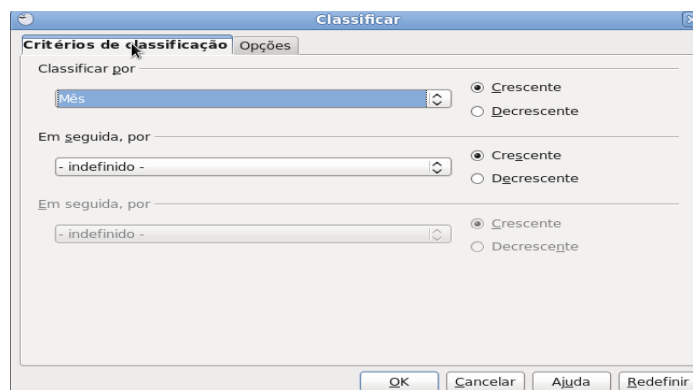 Classificar
Critérios de classificação Opções
Classificar por
Mês
Crescente
Decrescente
Em seguida, por
- indefinido -
Crescente
Decrescente
Em seguida, por
- indefinido -
Crescente
Decrescente
OK Cancelar Ajuda Redefinir